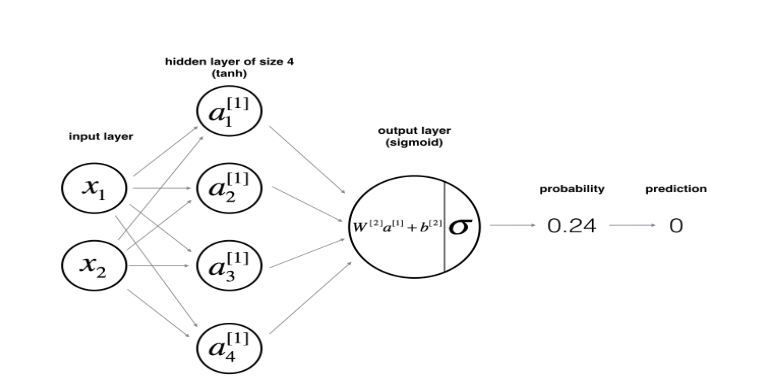 hidden layer of size 4
(tanh)
a₁^[1]
input layer
output layer
(sigmoid)
x₁
a₂^[1]
probability
prediction
W^[2]a^[1] + b^[2]
σ
0.24
0
x₂
a₃^[1]
a₄^[1]